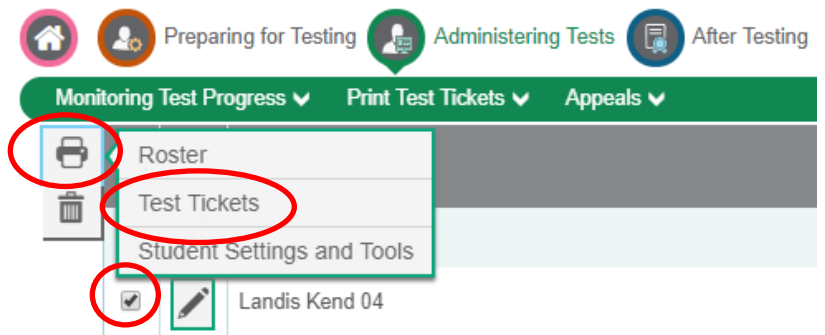 Preparing for Testing Administering Tests After Testing
Monitoring Test Progress Print Test Tickets Appeals
Roster
Test Tickets
Student Settings and Tools
Landis Kend 04